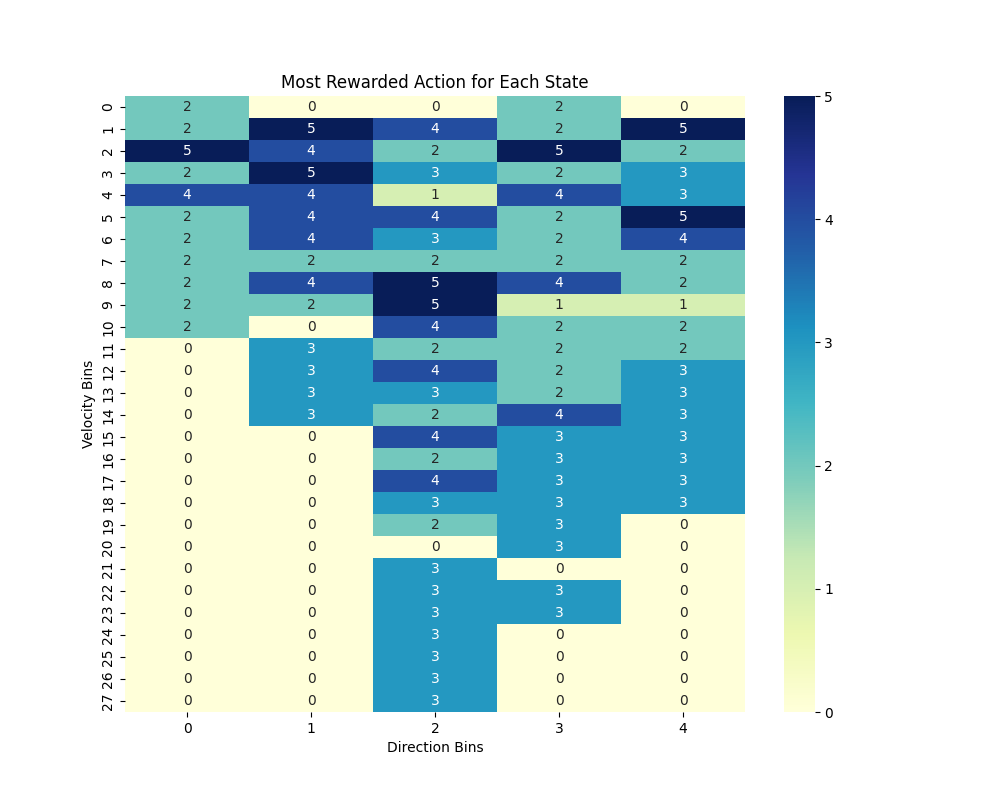 Most Rewarded Action for Each State
0 2 0 0 2 0
1 2 5 4 2 5
2 5 4 2 5 2
3 2 5 3 2 3
4 4 4 1 4 3
5 2 4 4 2 5
6 2 4 3 2 4
7 2 2 2 2 2
8 2 4 5 4 2
9 2 2 5 1 1
10 2 0 4 2 2
11 0 3 2 2 2
12 0 3 4 2 3
13 0 3 3 2 3
14 0 3 2 4 3
15 0 0 4 3 3
16 0 0 2 3 3
17 0 0 4 3 3
18 0 0 3 3 3
19 0 0 2 3 0
20 0 0 0 3 0
21 0 0 3 0 0
22 0 0 3 3 0
23 0 0 3 3 0
24 0 0 3 0 0
25 0 0 3 0 0
26 0 0 3 0 0
27 0 0 3 0 0
0 1 2 3 4
Direction Bins
Velocity Bins
5
4
3
2
1
0